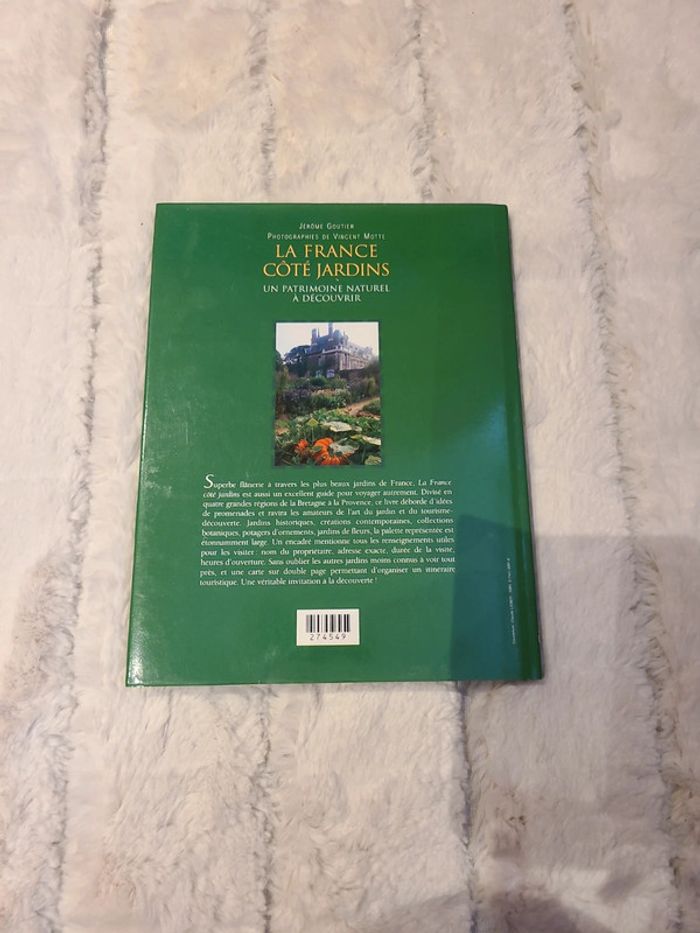 JÉRÔME GOUTIER
PHOTOGRAPHIES DE VINCENT MOTTE
LA FRANCE
CÔTÉ JARDINS
UN PATRIMOINE NATUREL
À DÉCOUVRIR
Superbe flânerie à travers les plus beaux jardins de France, La France
côté jardins est aussi un excellent guide pour voyager autrement. Divisé en
quatre grandes régions de la Bretagne à la Provence, ce livre déborde d'idées
de promenades et ravira les amateurs de l'art du jardin et du tourisme-
découverte. Jardins historiques, créations contemporaines, collections
botaniques, potagers d'ornements, jardins de fleurs, la palette représentée est
étonnamment large. Un encadré mentionne tous les renseignements utiles
pour les visiter : nom du propriétaire, adresse exacte, durée de la visite,
heures d'ouverture. Sans oublier les autres jardins moins connus à voir tout
près, et une carte sur double page permettant d'organiser un itinéraire
touristique. Une véritable invitation à la découverte !
274549